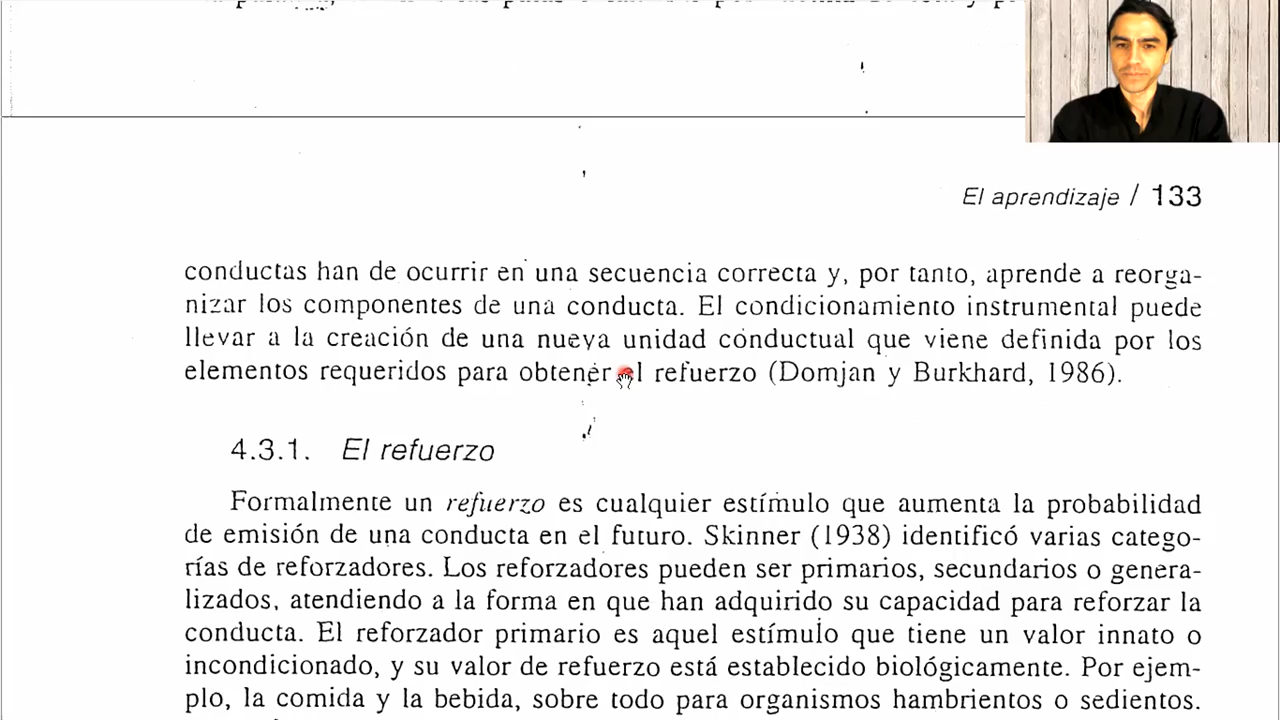 El aprendizaje / 133
conductas han de ocurrir en una secuencia correcta y, por tanto, aprende a reorga-
nizar los componentes de una conducta. El condicionamiento instrumental puede
llevar a la creación de una nueva unidad conductual que viene definida por los
elementos requeridos para obtener el refuerzo (Domjan y Burkhard, 1986).
4.3.1. El refuerzo
Formalmente un refuerzo es cualquier estímulo que aumenta la probabilidad
de emisión de una conducta en el futuro. Skinner (1938) identificó varias catego-
rías de reforzadores. Los reforzadores pueden ser primarios, secundarios o genera-
lizados, atendiendo a la forma en que han adquirido su capacidad para reforzar la
conducta. El reforzador primario es aquel estímulo que tiene un valor innato o
incondicionado, y su valor de refuerzo está establecido biológicamente. Por ejem-
plo, la comida y la bebida, sobre todo para organismos hambrientos o sedientos.